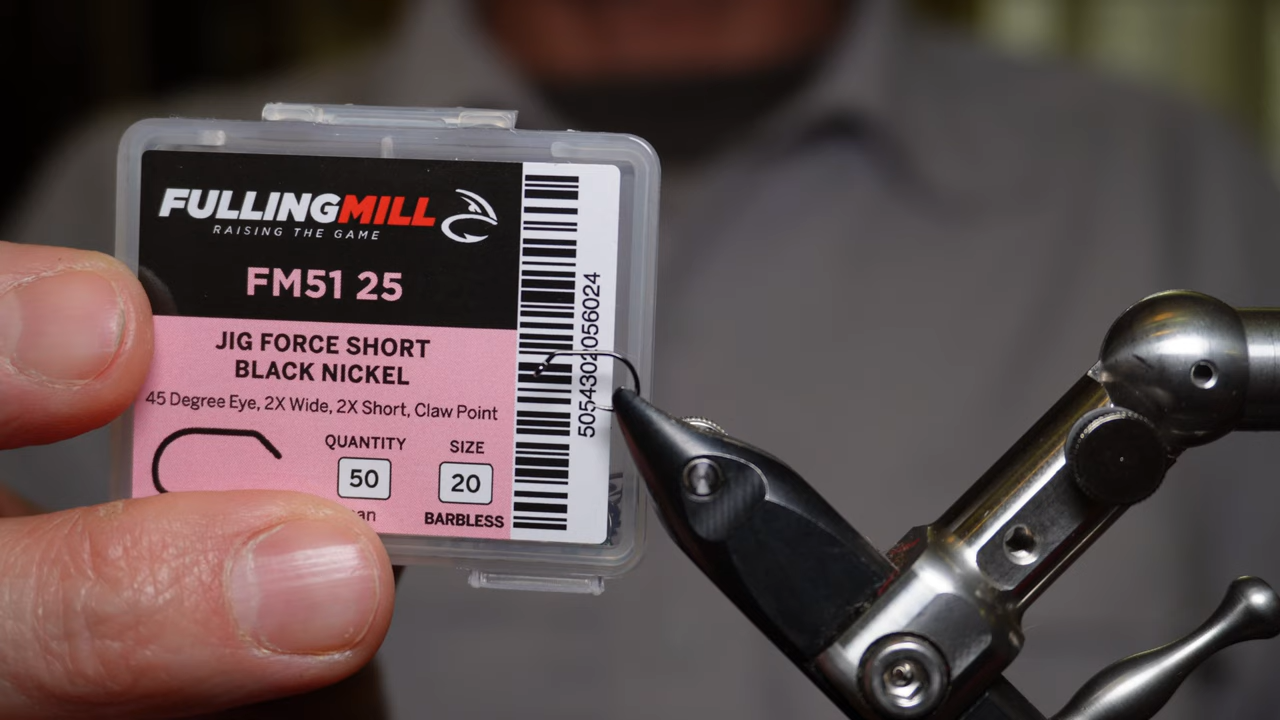 FULLINGMILL
RAISING THE GAME
FM51 25
JIG FORCE SHORT
BLACK NICKEL
45 Degree Eye, 2X Wide, 2X Short, Claw Point
QUANTITY
50
SIZE
20
BARBLESS
5054302056024